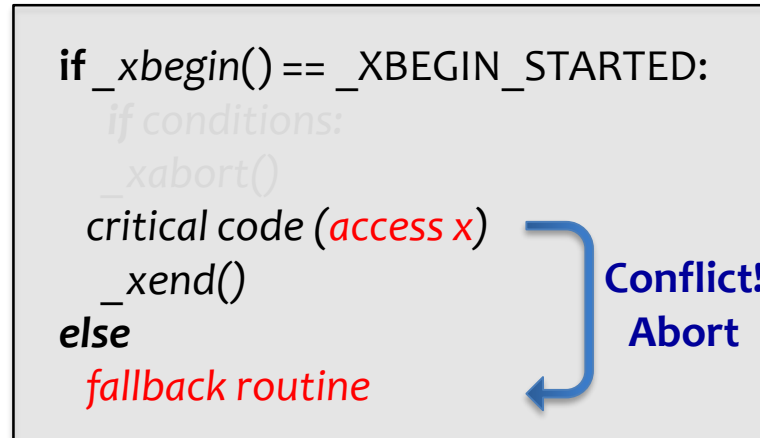 if _xbegin() == _XBEGIN_STARTED:
if conditions:
_xabort()
critical code (access x)
_xend()
Conflict!
else
Abort
fallback routine